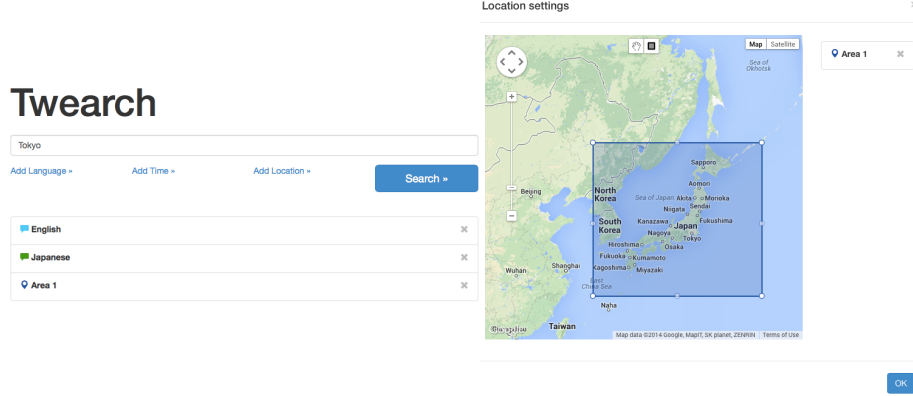 Location settings
Twearch
Tokyo
Add Language »
Add Time »
Add Location »
Search »
English
Japanese
Area 1
Map
Satellite
Area 1
Sea of
Okhotsk
Sapporo
Beijing
North
Korea
Sea of Japan
Aomori
Akita
Morioka
Sendai
Niigata
South
Korea
Kanazawa
Japan
Fukushima
Nagoya
Tokyo
Hiroshima
Osaka
Fukuoka
Kumamoto
Wuhan
Shanghai
Kagoshima
Miyazaki
East
China Sea
Naha
Taiwan
Map data ©2014 Google, MapIT, SK planet, ZENRIN
Terms of Use
OK